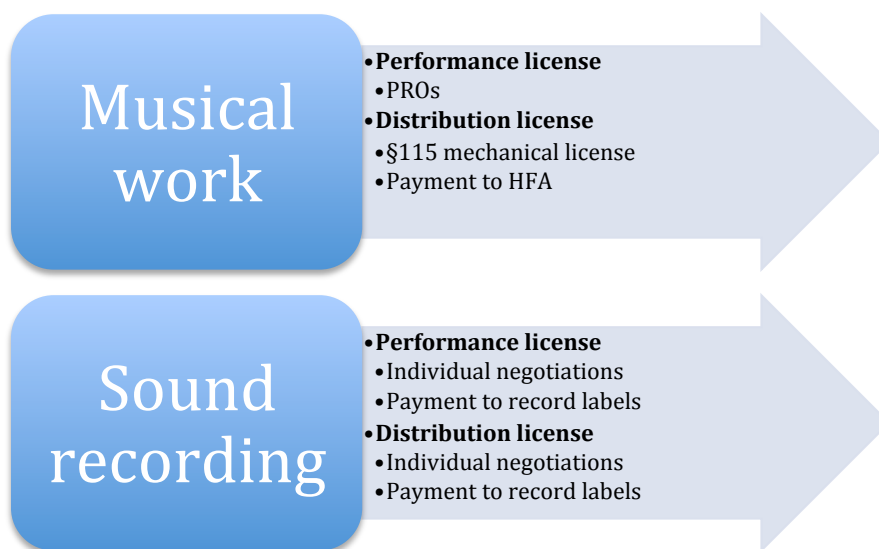 Musical
work
•Performance license
•PROs
•Distribution license
•§115 mechanical license
•Payment to HFA
Sound
recording
•Performance license
•Individual negotiations
•Payment to record labels
•Distribution license
•Individual negotiations
•Payment to record labels